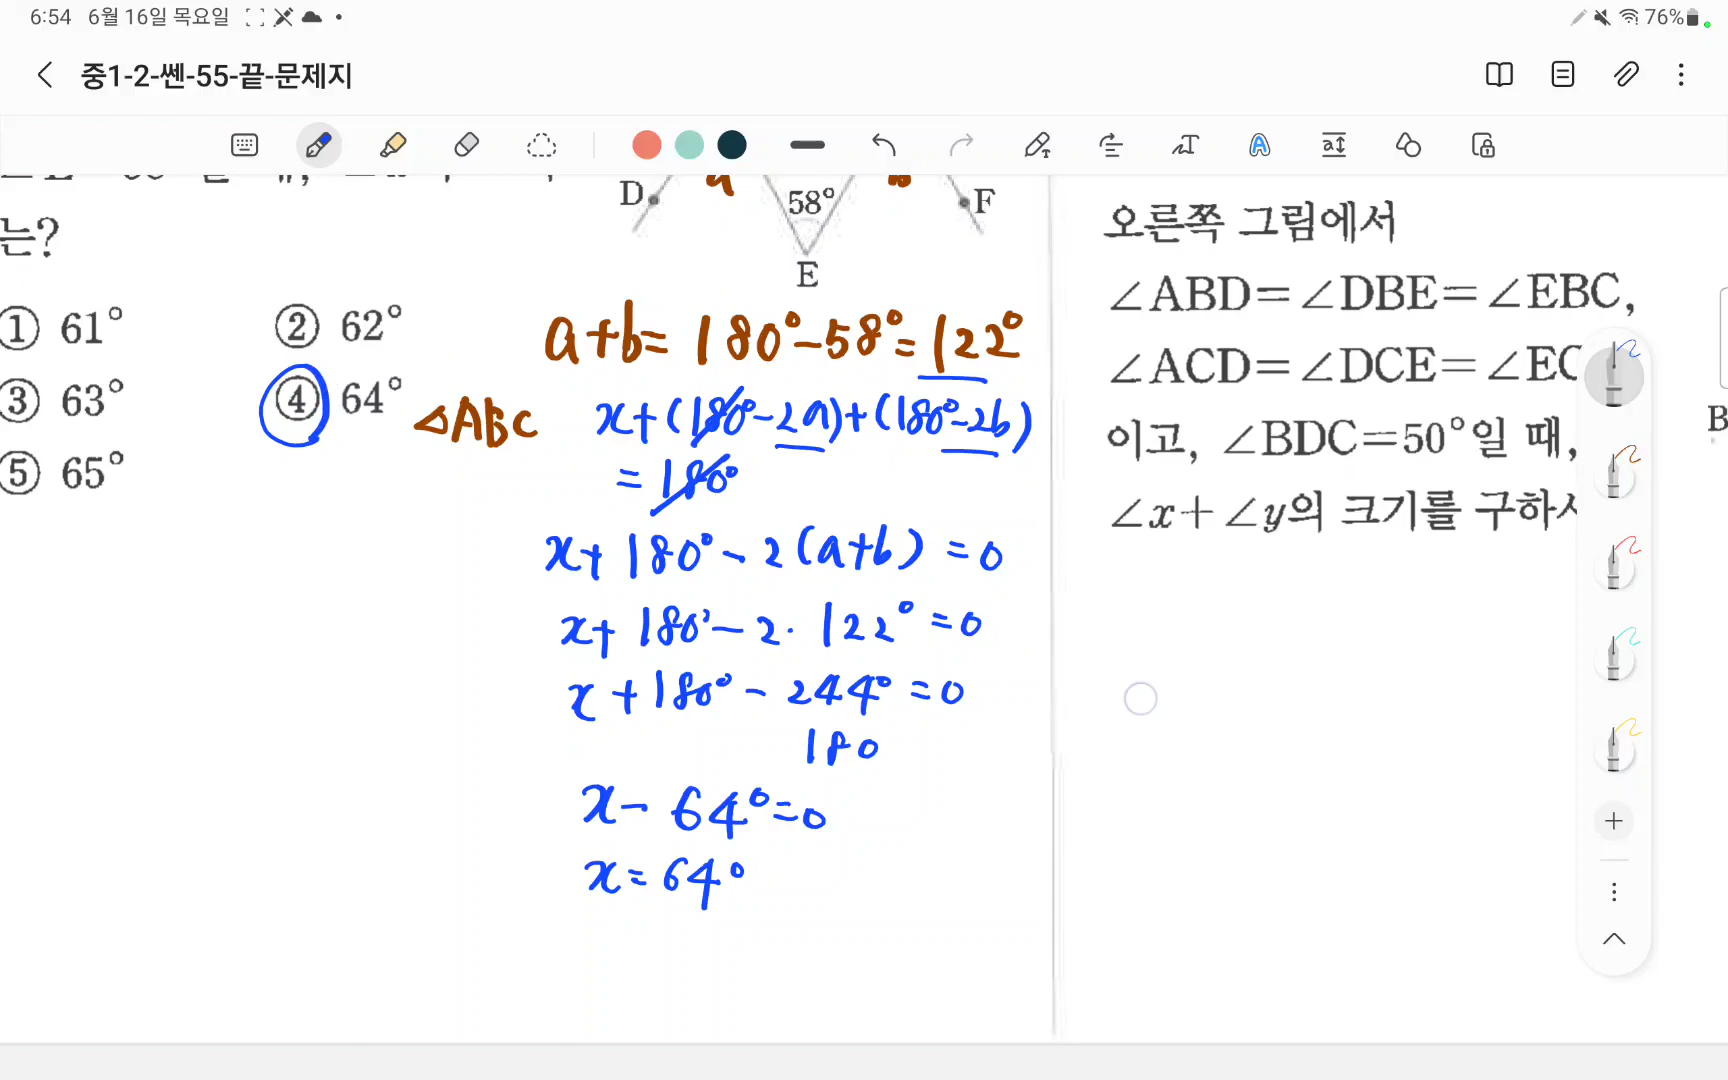 6:54 6월 16일 목요일
76%
중1-2-쎈-55-끝-문제지
는?
① 61°
② 62°
③ 63°
④ 64°
⑤ 65°
D
a
58°
F
E
a+b= 180°-58°=122°
△ABC x+(180°-2a)+(180°-2b)
=180°
x+180°-2(a+b)=0
x+180°-2·122°=0
x+180°-244°=0
180
x-64°=0
x=64°
오른쪽 그림에서
∠ABD=∠DBE=∠EBC,
∠ACD=∠DCE=∠EC
이고, ∠BDC=50°일 때,
∠x+∠y의 크기를 구하시
B